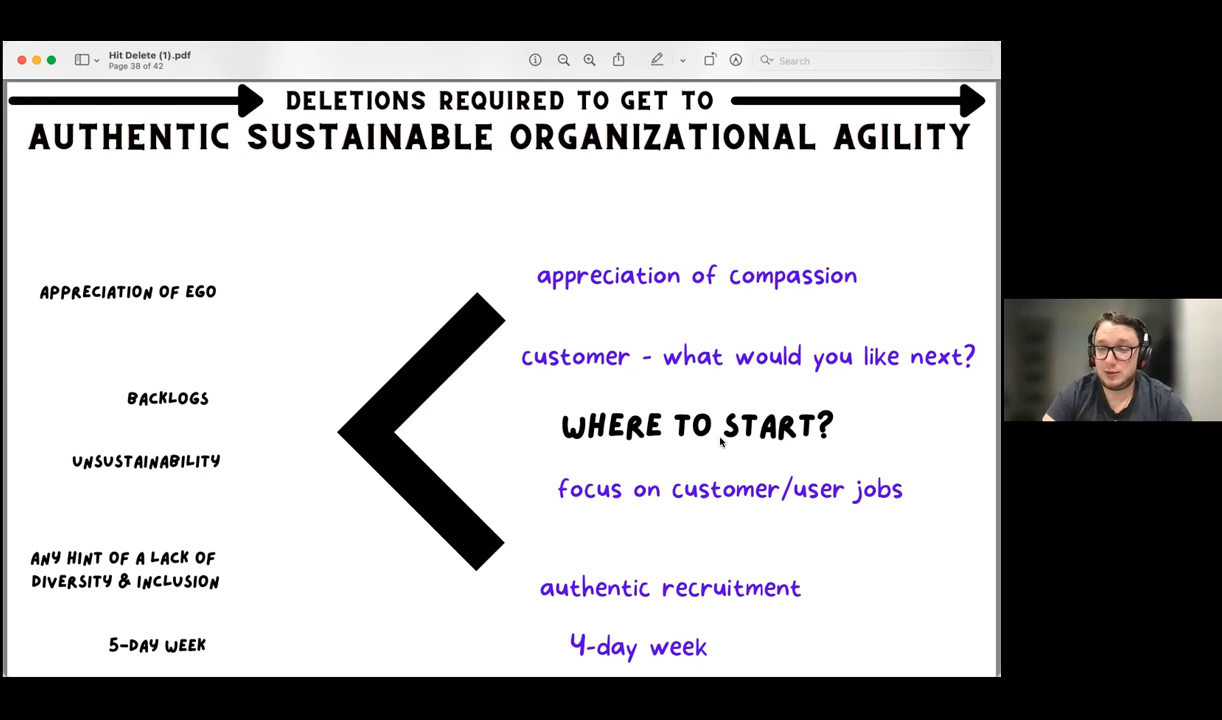 Hit Delete (1).pdf
Page 38 of 42
Search
DELETIONS REQUIRED TO GET TO
AUTHENTIC SUSTAINABLE ORGANIZATIONAL AGILITY
APPRECIATION OF EGO
BACKLOGS
UNSUSTAINABILITY
ANY HINT OF A LACK OF
DIVERSITY & INCLUSION
5-DAY WEEK
appreciation of compassion
customer - what would you like next?
WHERE TO START?
focus on customer/user jobs
authentic recruitment
4-day week